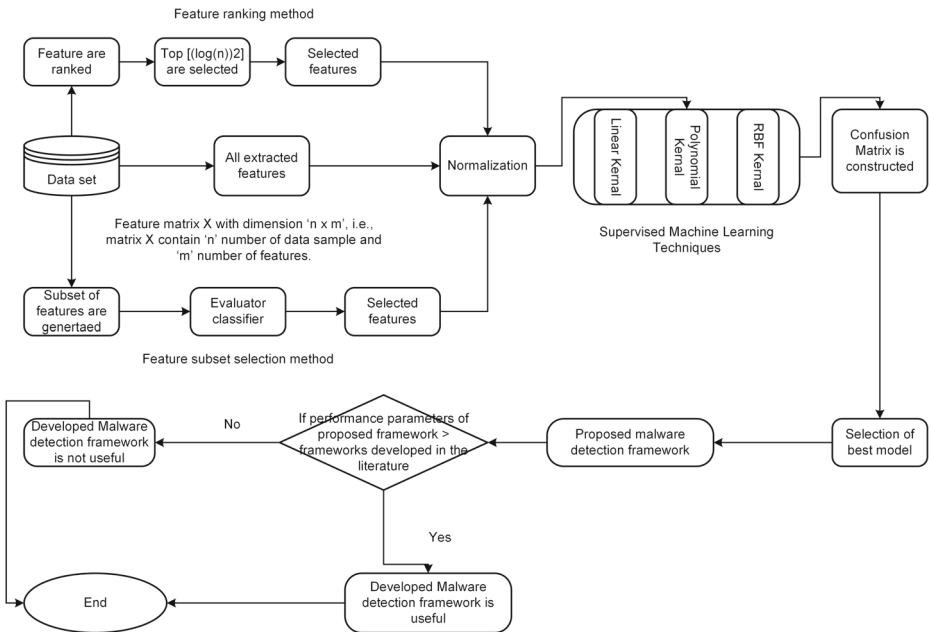 Feature ranking method
Feature are
ranked
Top [(log(n))2]
are selected
Selected
features
Data set
All extracted
features
Normalization
Linear Kernal
Polynomial
Kernal
RBF Kernal
Confusion
Matrix is
constructed
Feature matrix X with dimension ‘n x m’, i.e.,
matrix X contain ‘n’ number of data sample and
‘m’ number of features.
Supervised Machine Learning
Techniques
Subset of
features are
genertaed
Evaluator
classifier
Selected
features
Feature subset selection method
Developed Malware
detection framework
is not useful
No
If performance parameters of
proposed framework >
frameworks developed in the
literature
Proposed malware
detection framework
Selection of
best model
Yes
End
Developed Malware
detection framework is
useful